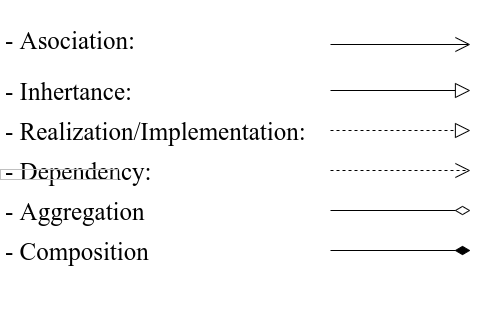 - Asociation:
- Inhertance:
- Realization/Implementation:
- Dependency:
- Aggregation
- Composition